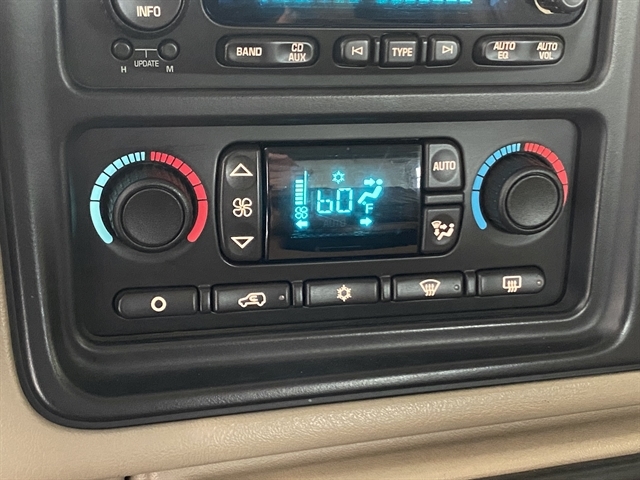 INFO
BAND CD AUX TYPE AUTO EQ AUTO VOL
H UPDATE M
AUTO
60 F